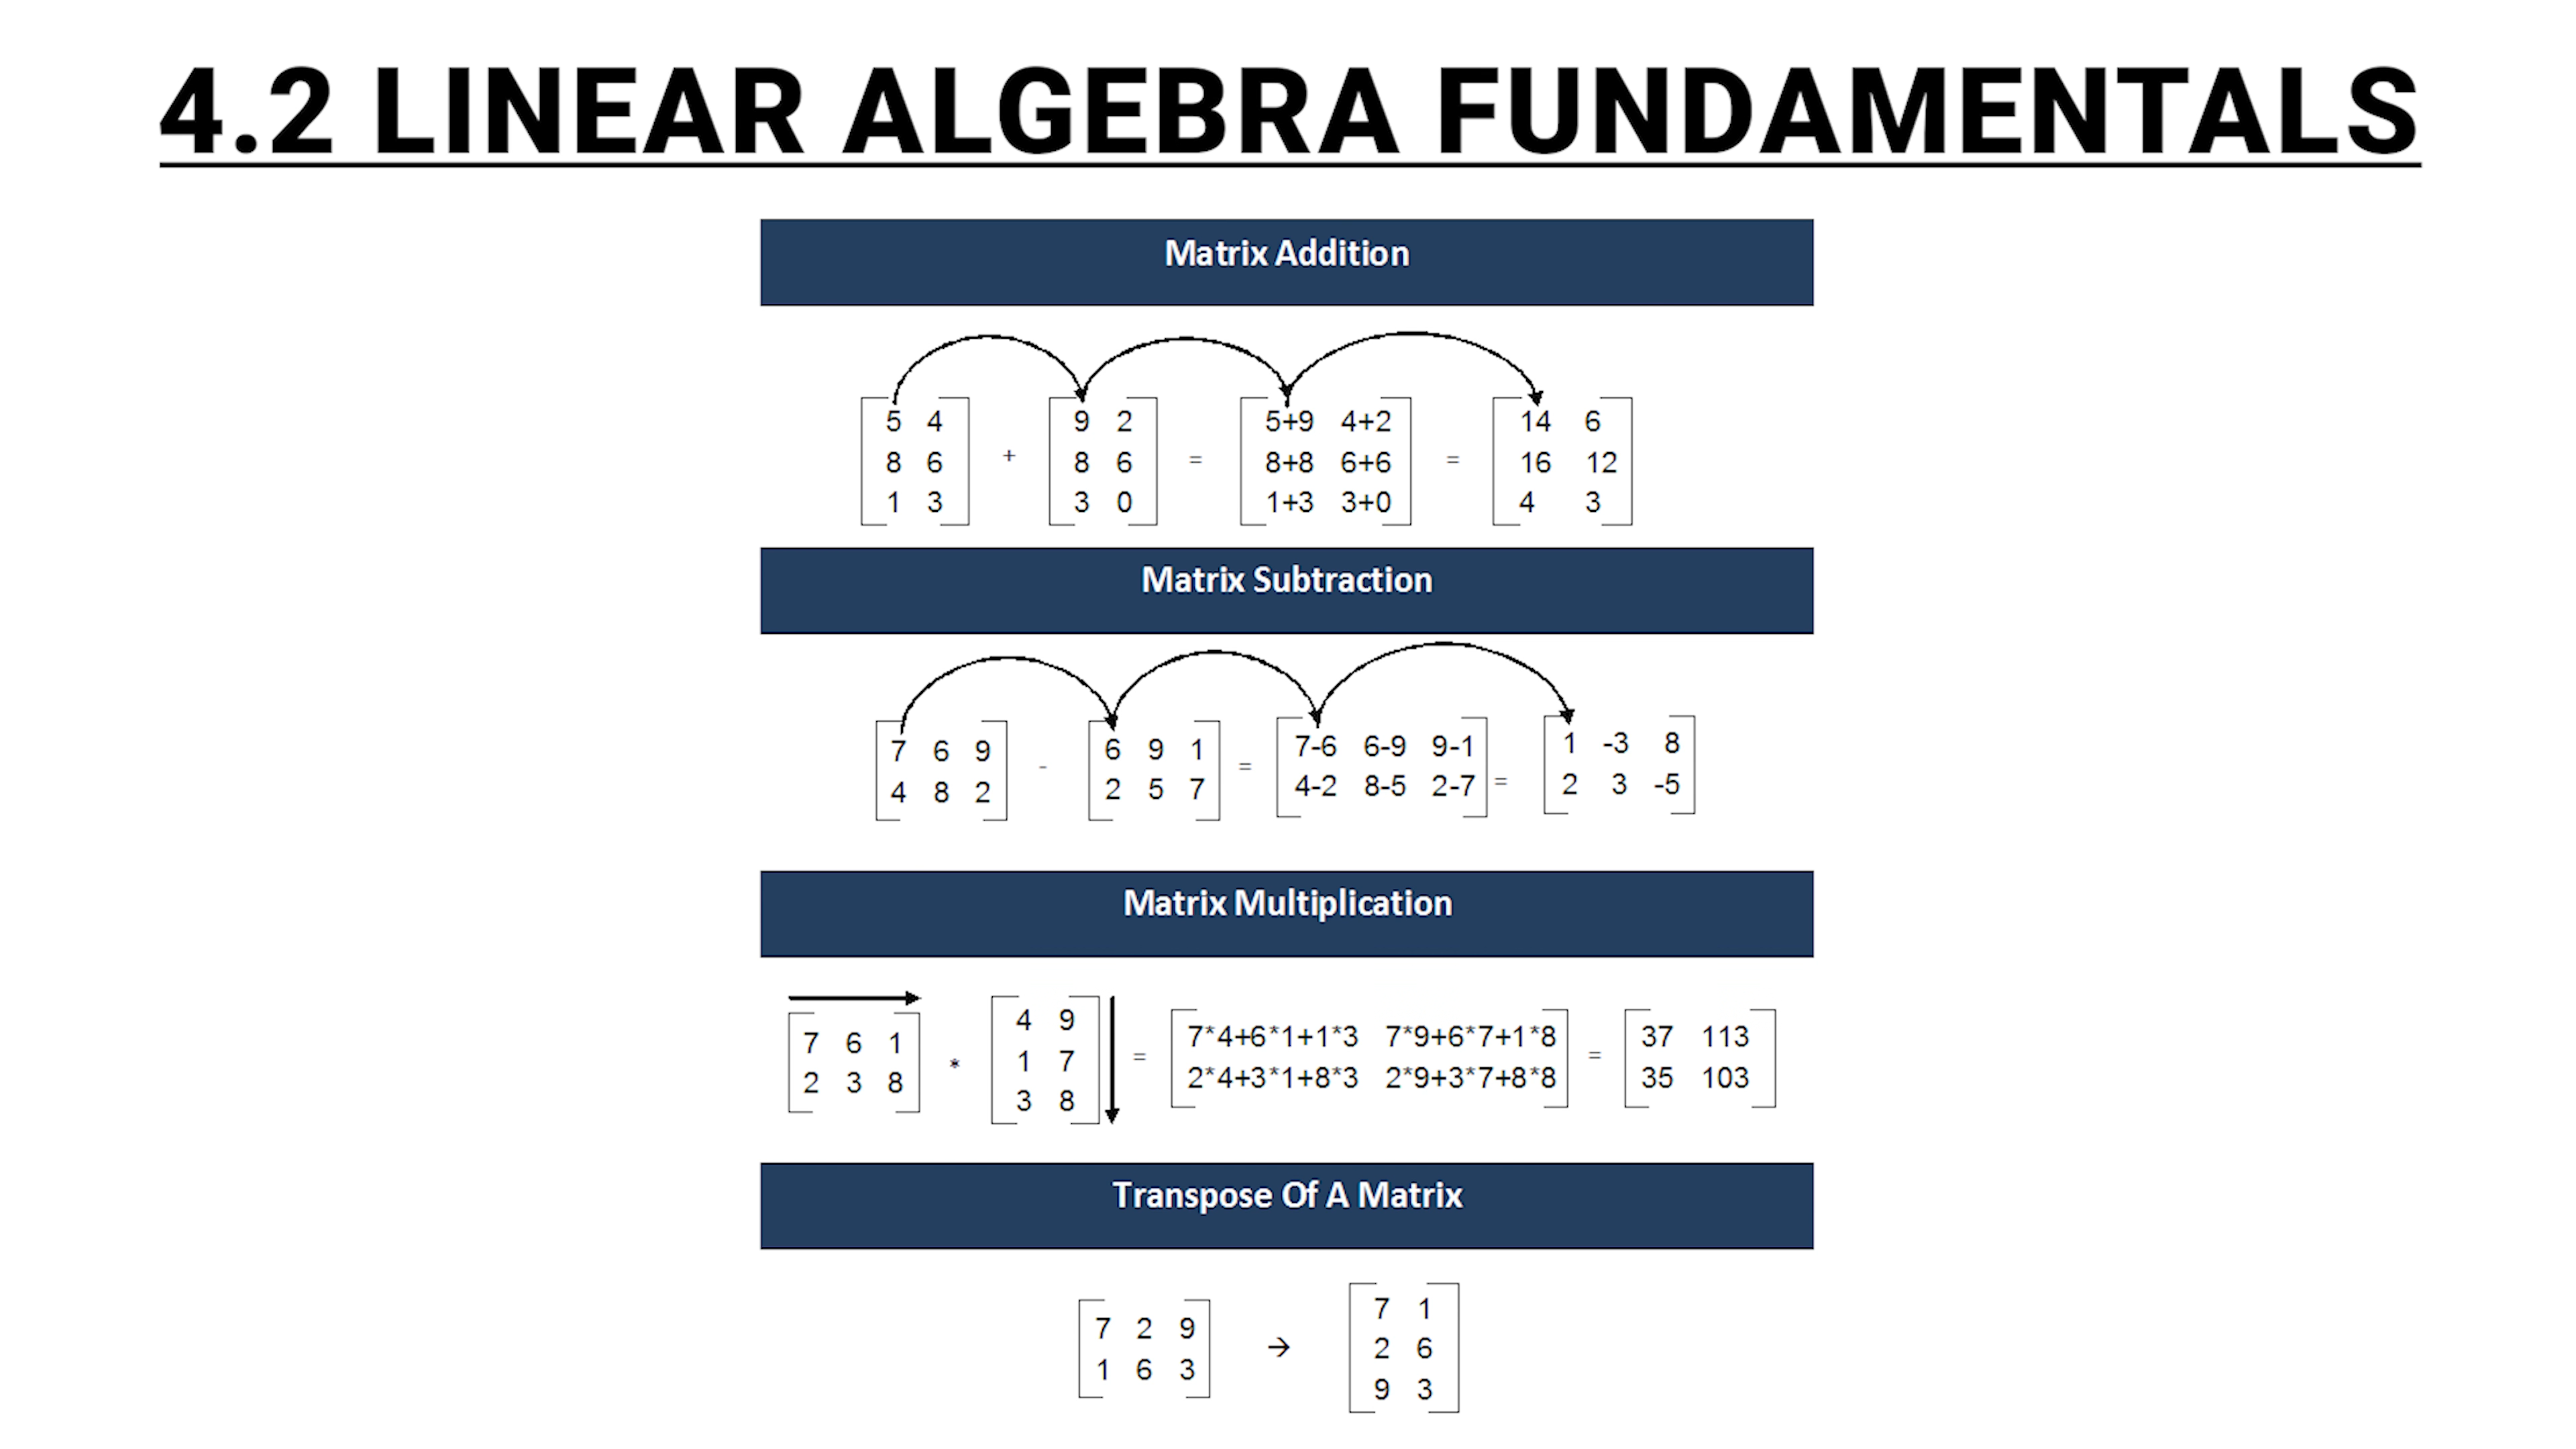 4.2 LINEAR ALGEBRA FUNDAMENTALS
Matrix Addition
5 4   9 2   5+9 4+2   14 6
8 6 + 8 6 = 8+8 6+6 = 16 12
1 3   3 0   1+3 3+0   4 3
Matrix Subtraction
7 6 9 - 6 9 1 = 7-6 6-9 9-1 = 1 -3 8
4 8 2   2 5 7   4-2 8-5 2-7   2 3 -5
Matrix Multiplication
4 9
7 6 1 * 1 7 = 7*4+6*1+1*3 7*9+6*7+1*8 = 37 113
2 3 8   3 8   2*4+3*1+8*3 2*9+3*7+8*8   35 103
Transpose Of A Matrix
7 1
7 2 9 → 2 6
1 6 3   9 3